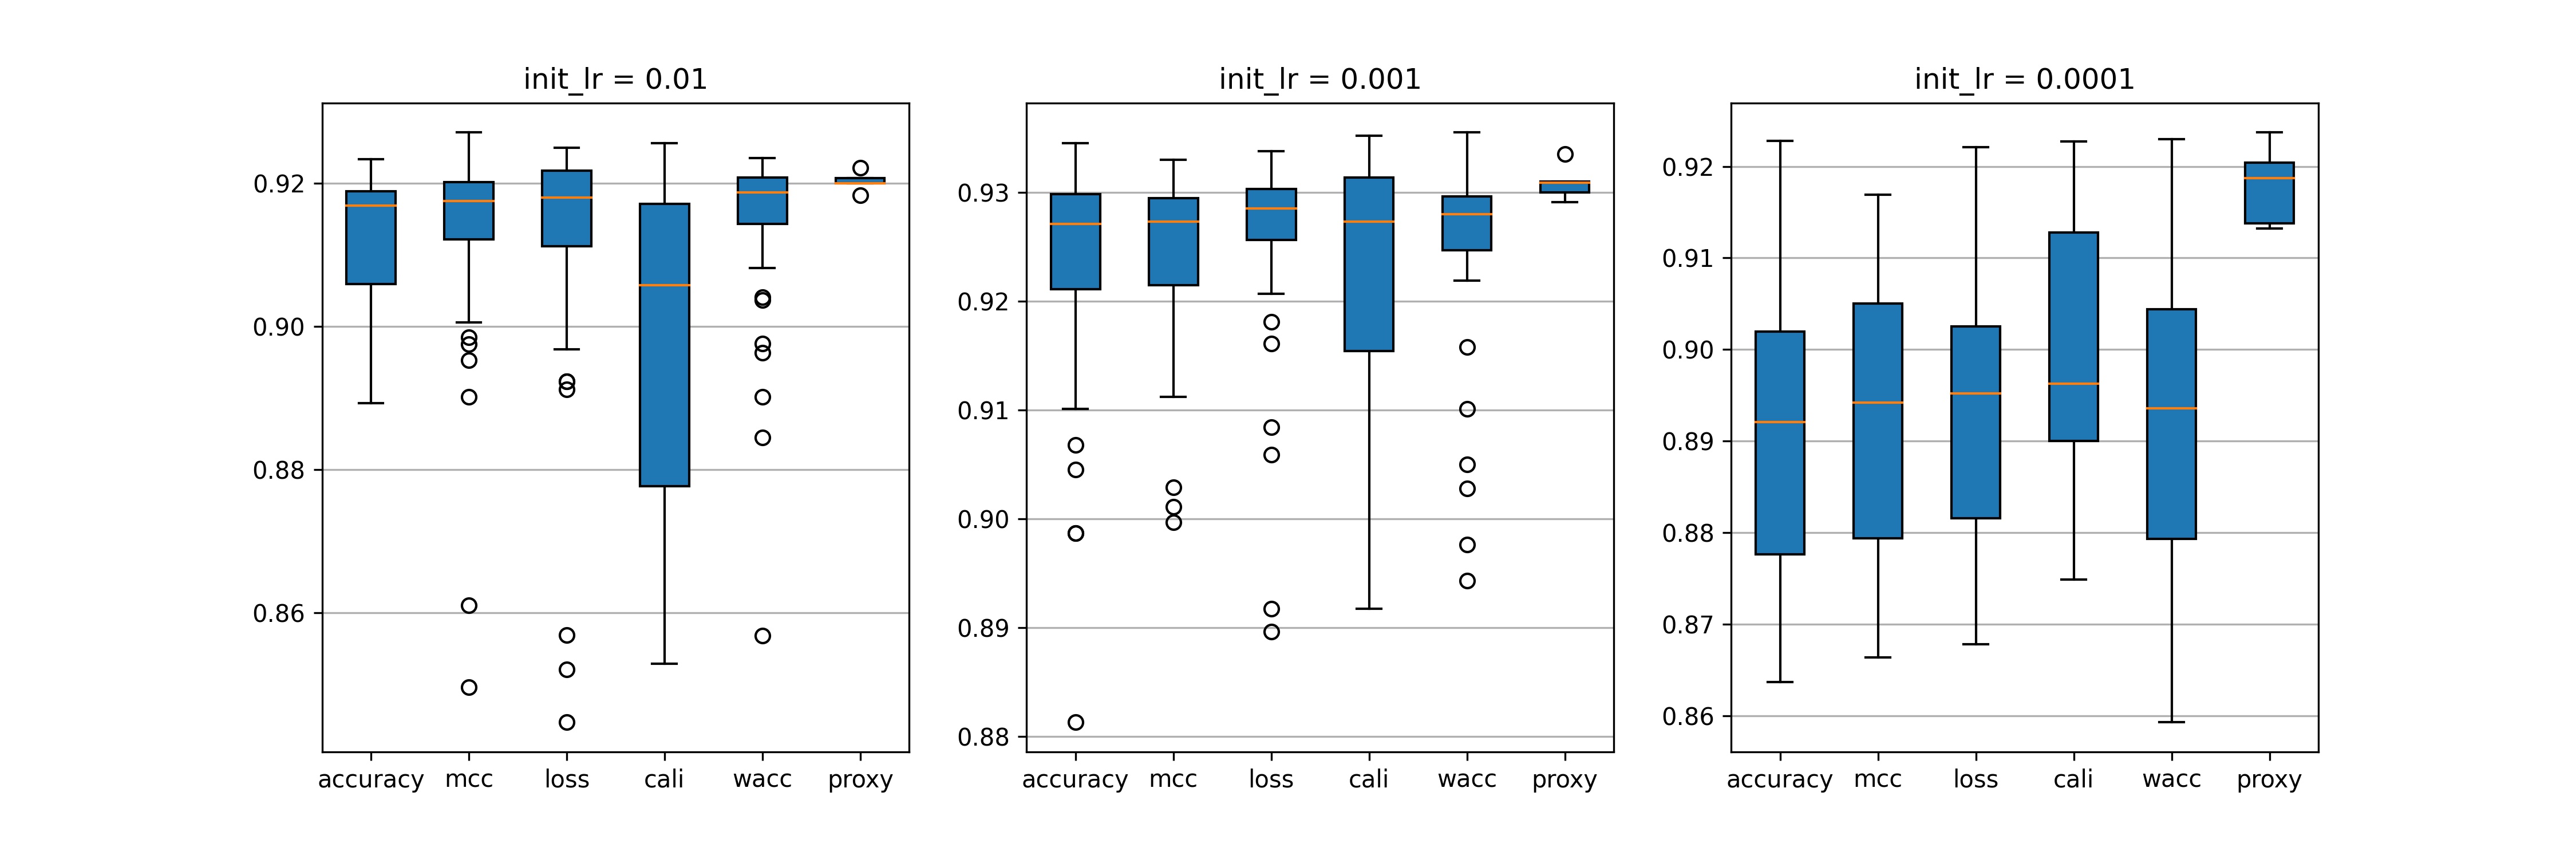 init_lr = 0.01
0.92
0.90
0.88
0.86
accuracy mcc loss cali wacc proxy
init_lr = 0.001
0.93
0.92
0.91
0.90
0.89
0.88
accuracy mcc loss cali wacc proxy
init_lr = 0.0001
0.92
0.91
0.90
0.89
0.88
0.87
0.86
accuracy mcc loss cali wacc proxy